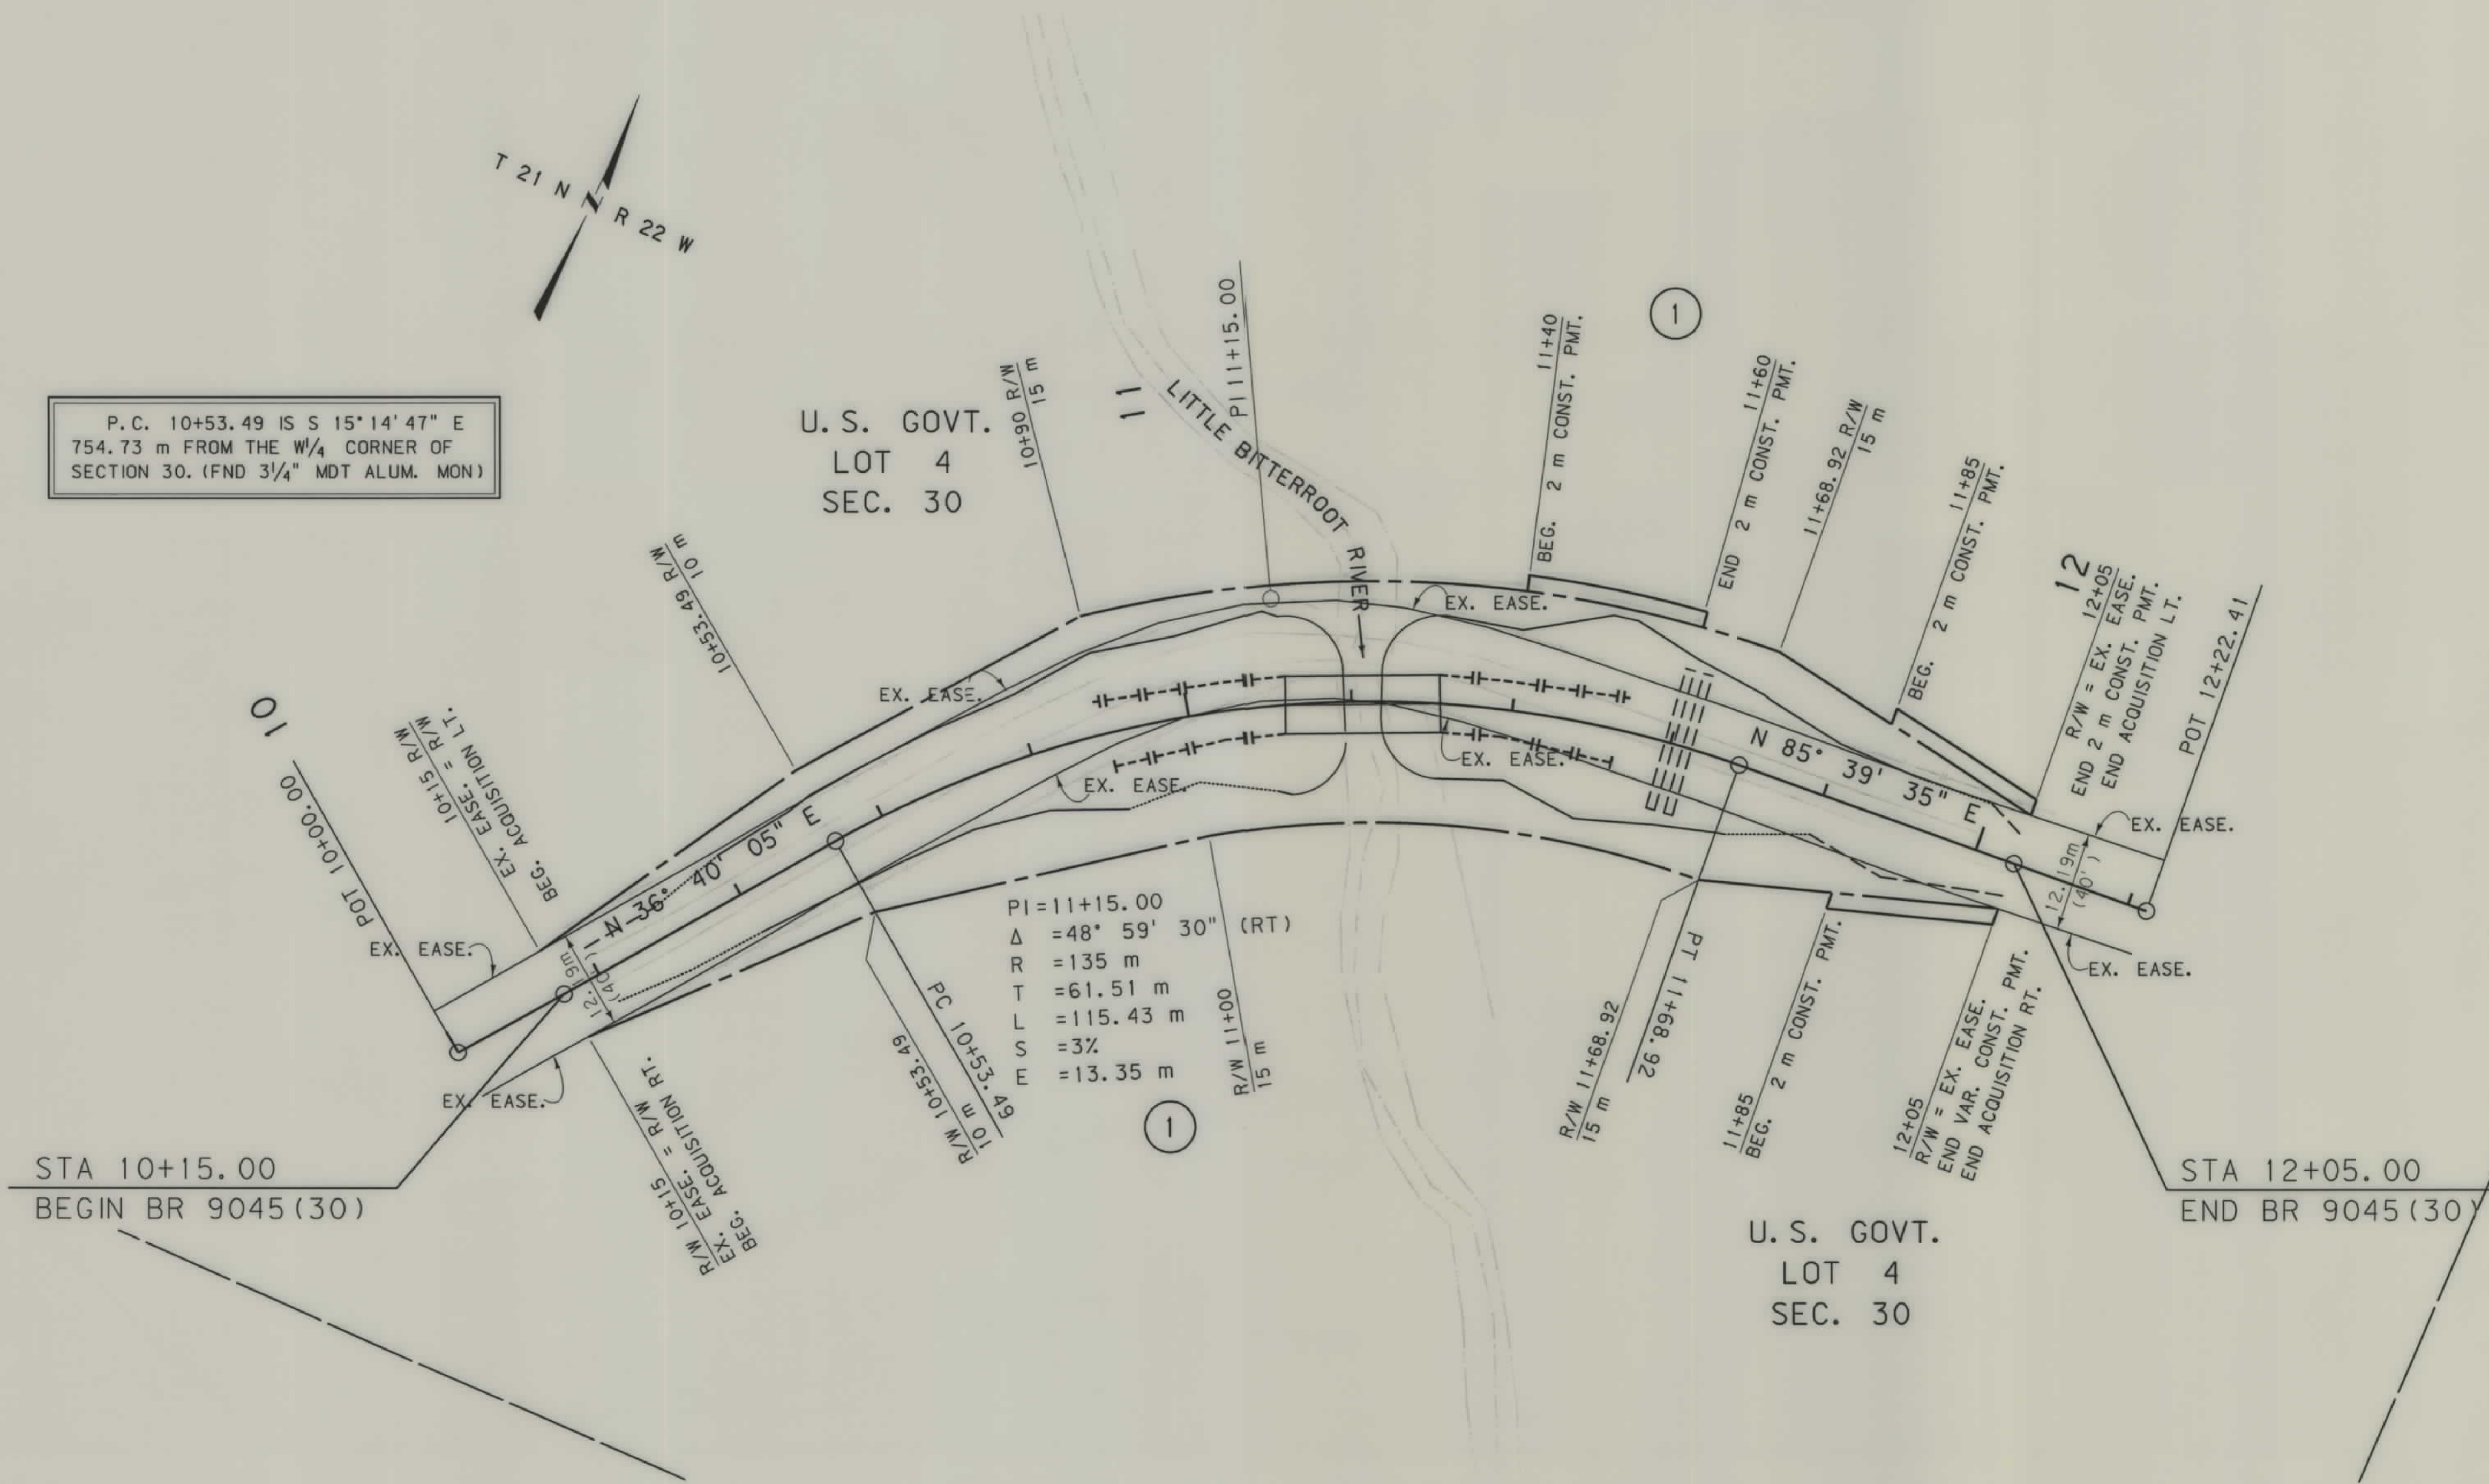 T 21 N
N
R 22 W
P.C. 10+53.49 IS S 15°14'47" E
754.73 m FROM THE W1/4 CORNER OF
SECTION 30. (FND 3 1/4" MDT ALUM. MON)
U.S. GOVT.
LOT 4
SEC. 30
10+90 R/W
15 m
11
LITTLE BITTERROOT RIVER
PI 11+15.00
11+40
BEG. 2 m CONST. PMT.
1
11+60
END 2 m CONST. PMT.
11+68.92 R/W
15 m
11+85
BEG. 2 m CONST. PMT.
12
12+05
R/W = EX. EASE.
END 2 m CONST. PMT.
END ACQUISITION LT.
POT 12+22.41
10+53.49 R/W
10 m
10
POT 10+00.00
10+15 R/W
EX. EASE. = R/W
BEG. ACQUISITION LT.
EX. EASE.
EX. EASE.
EX. EASE.
EX. EASE.
EX. EASE.
N 36° 40' 05" E
N 85° 39' 35" E
EX. EASE.
12.19m
(40')
EX. EASE.
12.19m
(40')
EX. EASE.
EX. EASE.
PI =11+15.00
Δ =48° 59' 30" (RT)
R =135 m
T =61.51 m
L =115.43 m
S =3%
E =13.35 m
1
PC 10+53.49
R/W 10+53.49
10 m
R/W 11+00
15 m
R/W 10+15
EX. EASE. = R/W
BEG. ACQUISITION RT.
R/W 11+68.92
15 m
PT 11+68.92
11+85
BEG. 2 m CONST. PMT.
12+05
R/W = EX. EASE.
END VAR. CONST. PMT.
END ACQUISITION RT.
STA 10+15.00
BEGIN BR 9045(30)
STA 12+05.00
END BR 9045(30)
U.S. GOVT.
LOT 4
SEC. 30